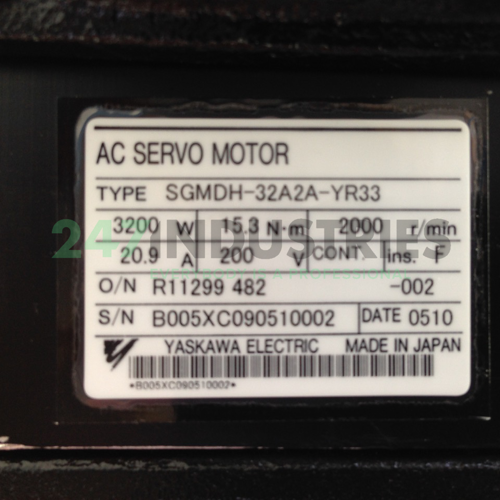 AC SERVO MOTOR
TYPE SGMDH-32A2A-YR33
3200 W 15.3 N·m 2000 r/min
20.9 A 200 V CONT. ins. F
247INDUSTRIES
O/N R11299 482 -002
S/N B005XC090510002 DATE 0510
YASKAWA ELECTRIC MADE IN JAPAN
*B005XC090510002*